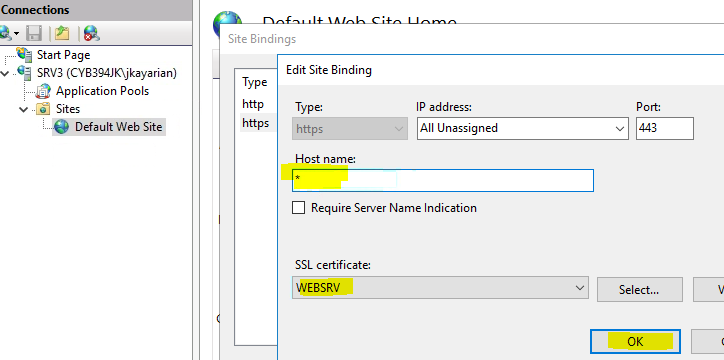 Connections
Start Page
SRV3 (CYB394JK\jkayarian)
Application Pools
Sites
Default Web Site
Default Web Site Home
Site Bindings
Type
http
https
Edit Site Binding
Type: IP address: Port:
https All Unassigned 443
Host name:
*
Require Server Name Indication
SSL certificate:
WEBSRV Select...
OK